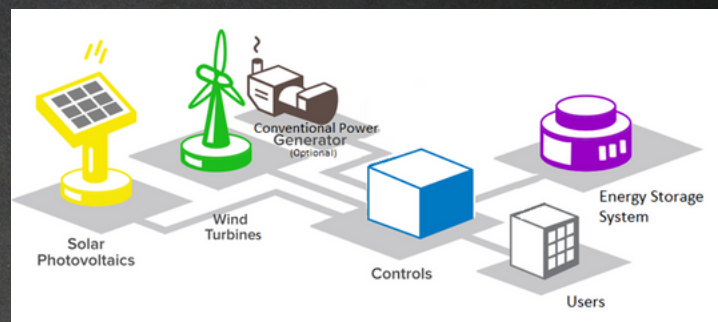 Conventional Power
Generator
(Optional)
Wind
Turbines
Solar
Photovoltaics
Controls
Energy Storage
System
Users